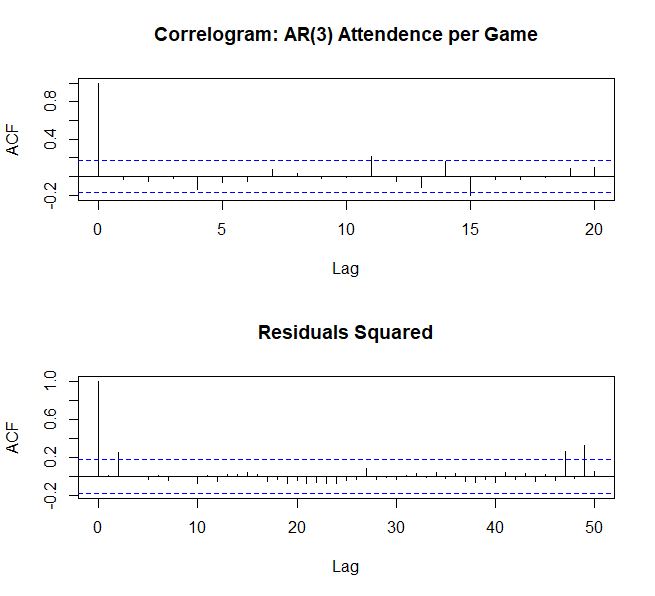 Correlogram: AR(3) Attendence per Game
ACF
-0.2 0.4 0.8
0 5 10 15 20
Lag
Residuals Squared
ACF
-0.2 0.2 0.6 1.0
0 10 20 30 40 50
Lag